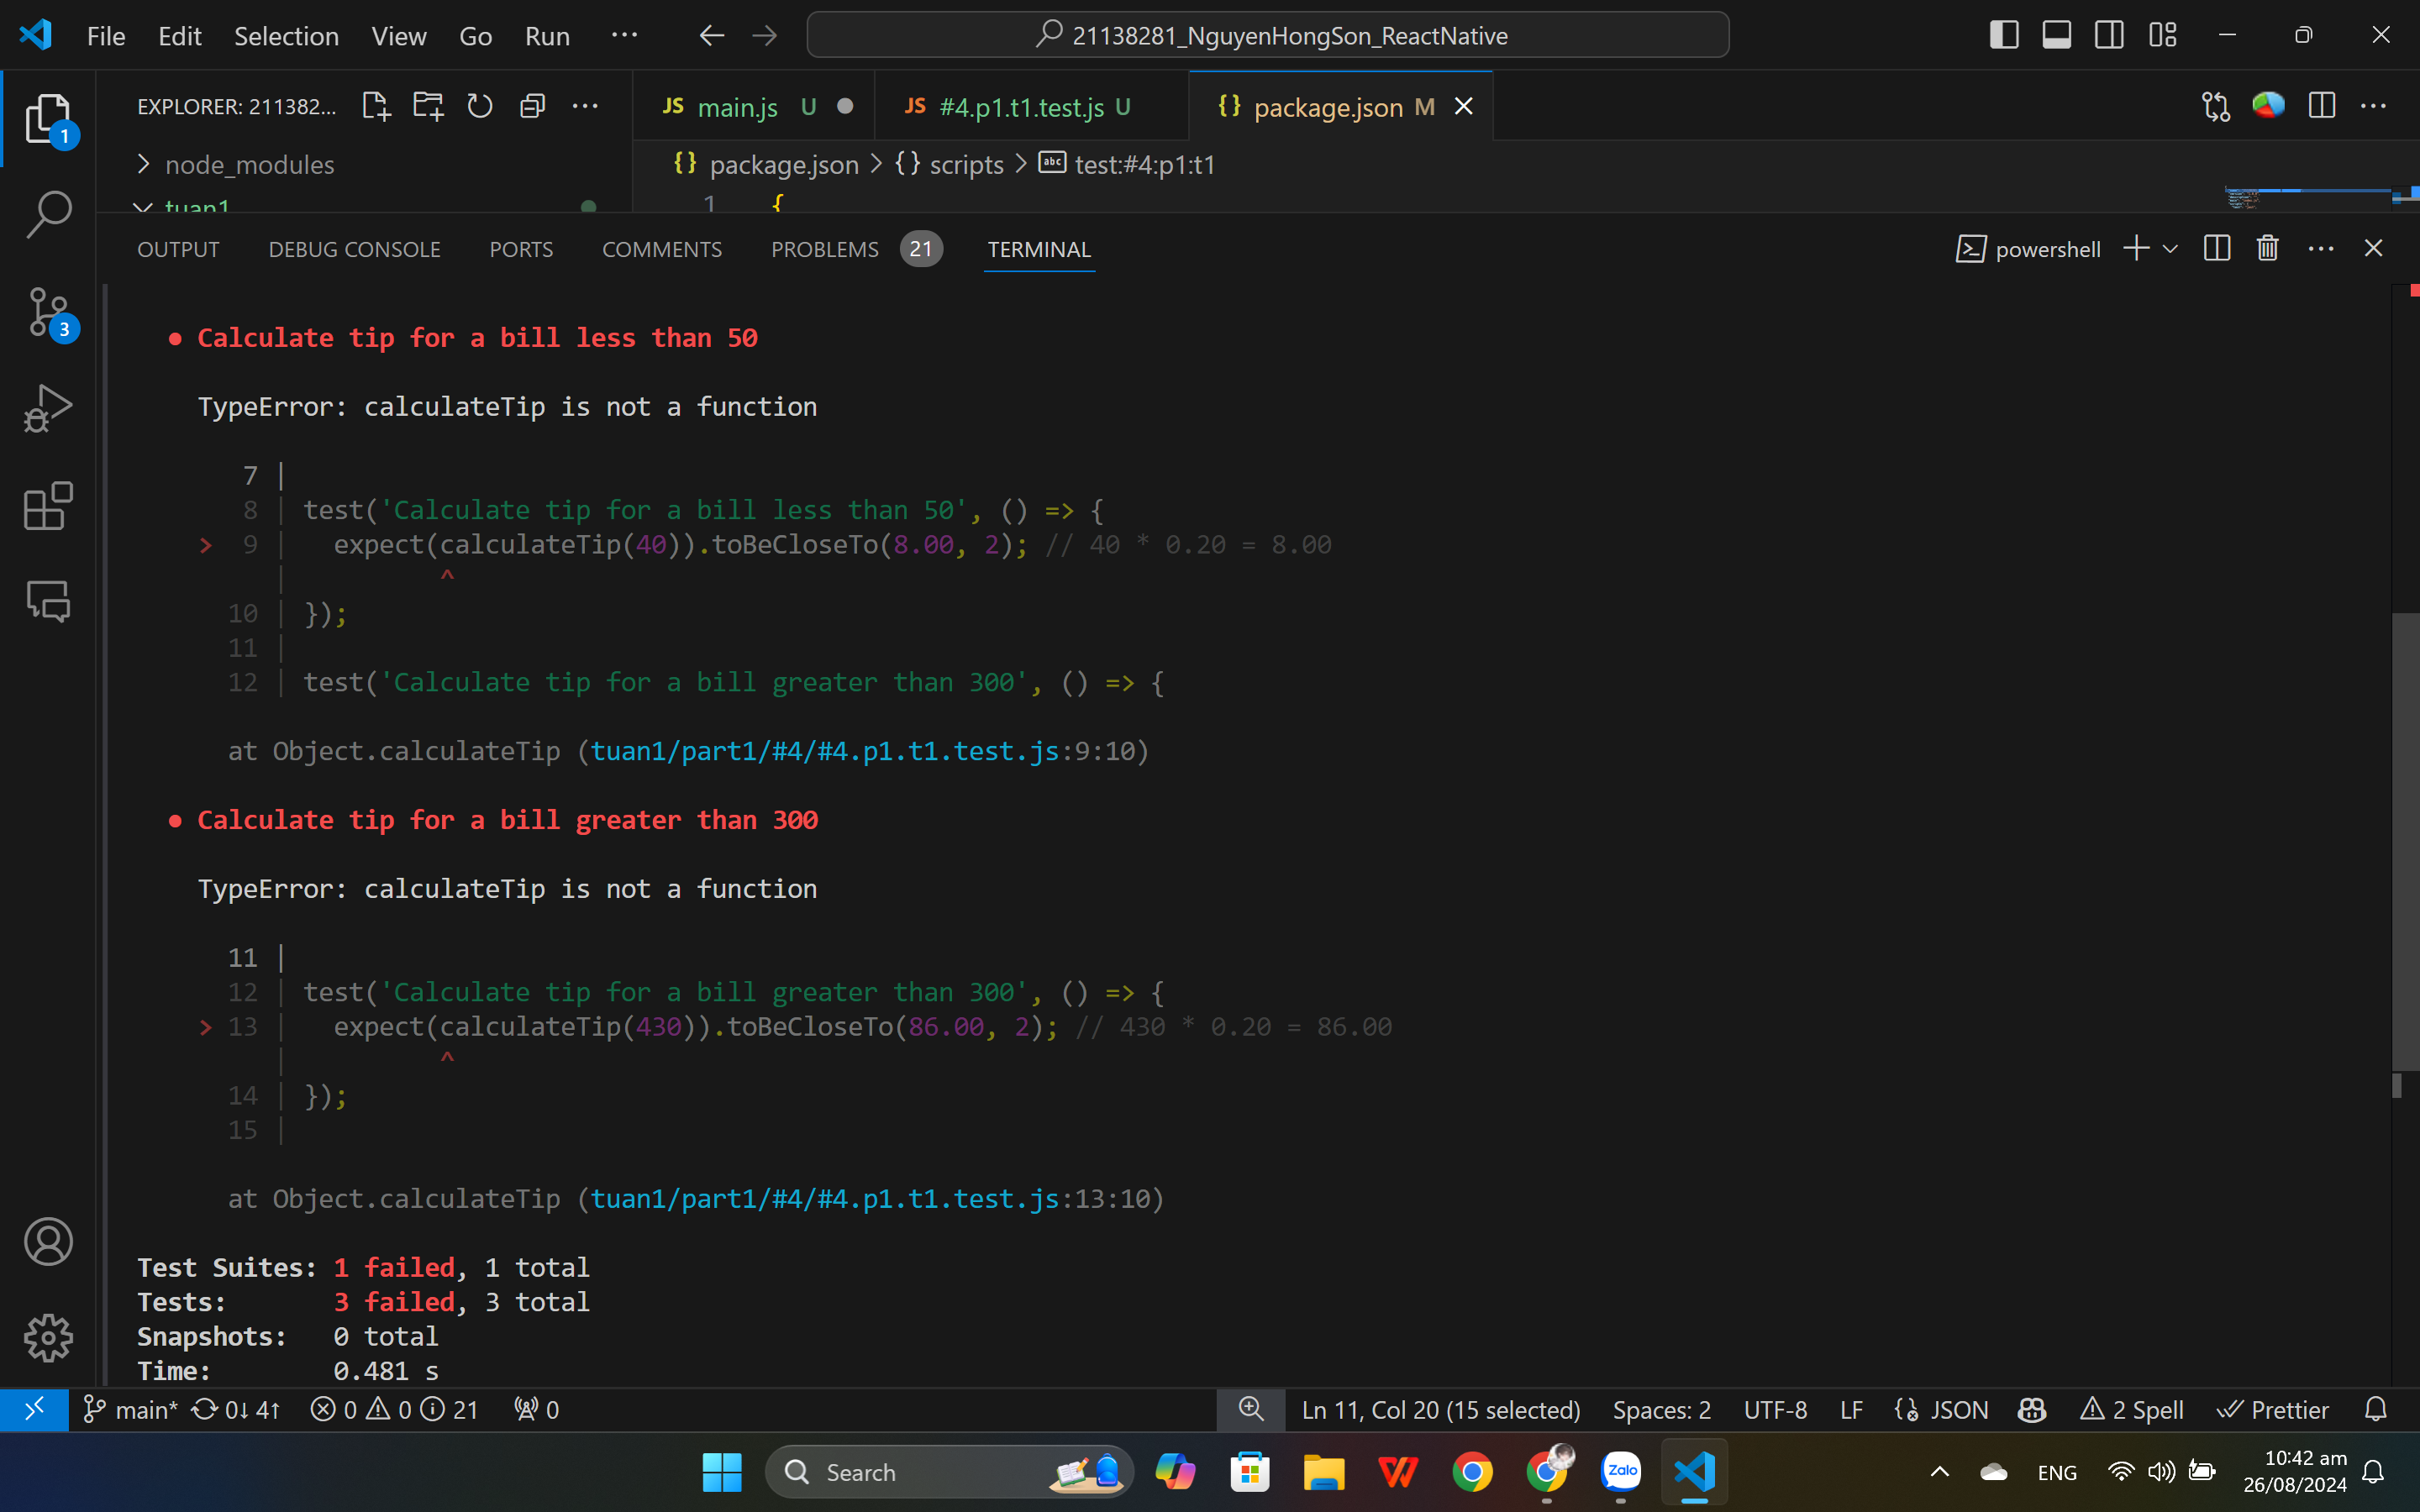 File Edit Selection View Go Run ··· 21138281_NguyenHongSon_ReactNative
EXPLORER: 211382... ···
JS main.js U
JS #4.p1.t1.test.js U
{} package.json M
1
node_modules
{} package.json > {} scripts > abc test:#4:p1:t1
tuan1
1 {
OUTPUT DEBUG CONSOLE PORTS COMMENTS PROBLEMS 21 TERMINAL
powershell
3
● Calculate tip for a bill less than 50
TypeError: calculateTip is not a function
7 |
8 | test('Calculate tip for a bill less than 50', () => {
> 9 | expect(calculateTip(40)).toBeCloseTo(8.00, 2); // 40 * 0.20 = 8.00
| ^
10 | });
11 |
12 | test('Calculate tip for a bill greater than 300', () => {
at Object.calculateTip (tuan1/part1/#4/#4.p1.t1.test.js:9:10)
● Calculate tip for a bill greater than 300
TypeError: calculateTip is not a function
11 |
12 | test('Calculate tip for a bill greater than 300', () => {
> 13 | expect(calculateTip(430)).toBeCloseTo(86.00, 2); // 430 * 0.20 = 86.00
| ^
14 | });
15 |
at Object.calculateTip (tuan1/part1/#4/#4.p1.t1.test.js:13:10)
Test Suites: 1 failed, 1 total
Tests: 3 failed, 3 total
Snapshots: 0 total
Time: 0.481 s
main* 0↓ 4↑ 0 0 21 0 Ln 11, Col 20 (15 selected) Spaces: 2 UTF-8 LF {} JSON 2 Spell Prettier
Search
Zalo
ENG
10:42 am
26/08/2024